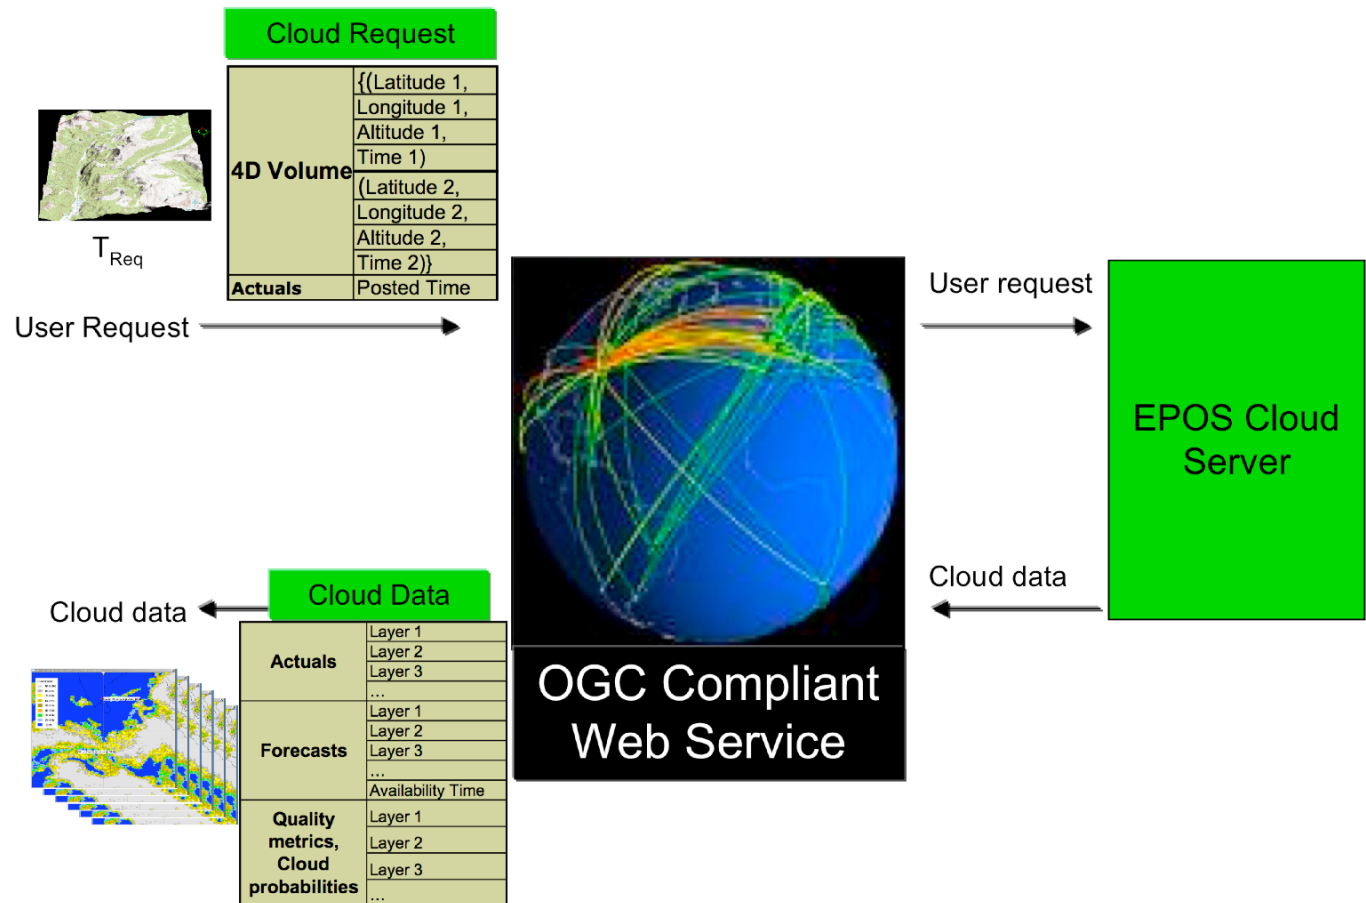 Cloud Request
4D Volume
{(Latitude 1,
Longitude 1,
Altitude 1,
Time 1)
(Latitude 2,
Longitude 2,
Altitude 2,
Time 2)}
Actuals
Posted Time
TReq
User Request
User request
EPOS Cloud
Server
Cloud data
OGC Compliant
Web Service
Cloud data
Cloud Data
Actuals
Layer 1
Layer 2
Layer 3
...
Forecasts
Layer 1
Layer 2
Layer 3
...
Availability Time
Quality
metrics,
Cloud
probabilities
Layer 1
Layer 2
Layer 3
...